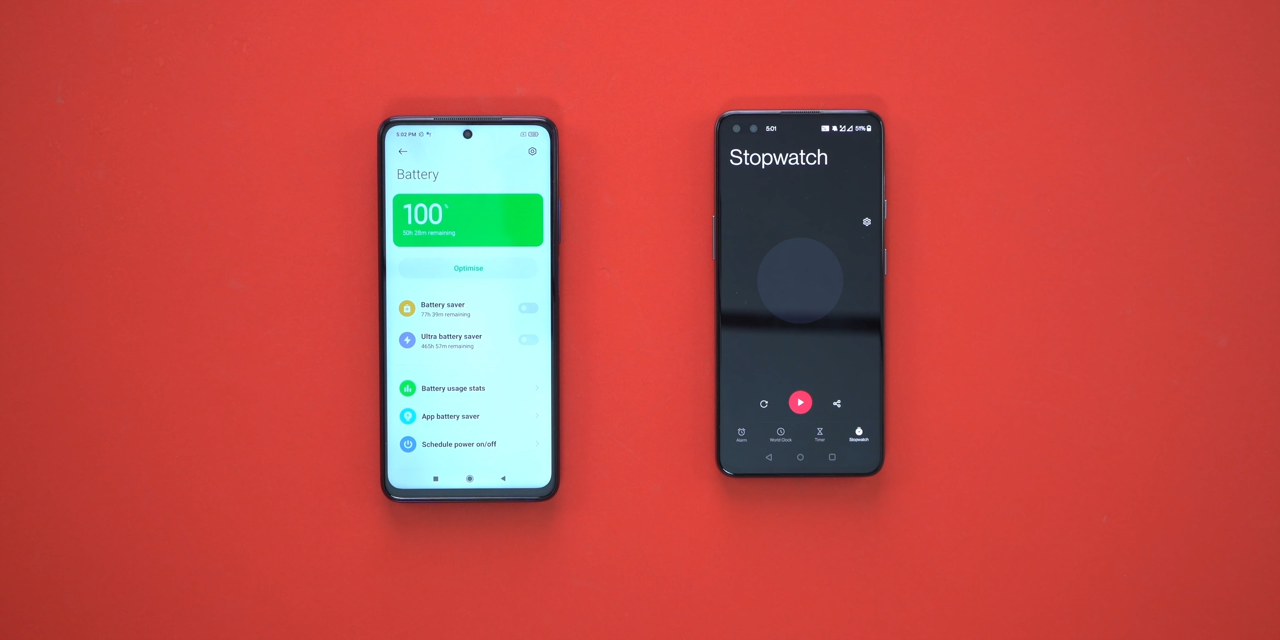 5:02 PM
Battery
100%
50h 28m remaining
Optimise
Battery saver
77h 39m remaining
Ultra battery saver
465h 57m remaining
Battery usage stats
App battery saver
Schedule power on/off
5:01
51%
Stopwatch
Alarm
World Clock
Timer
Stopwatch